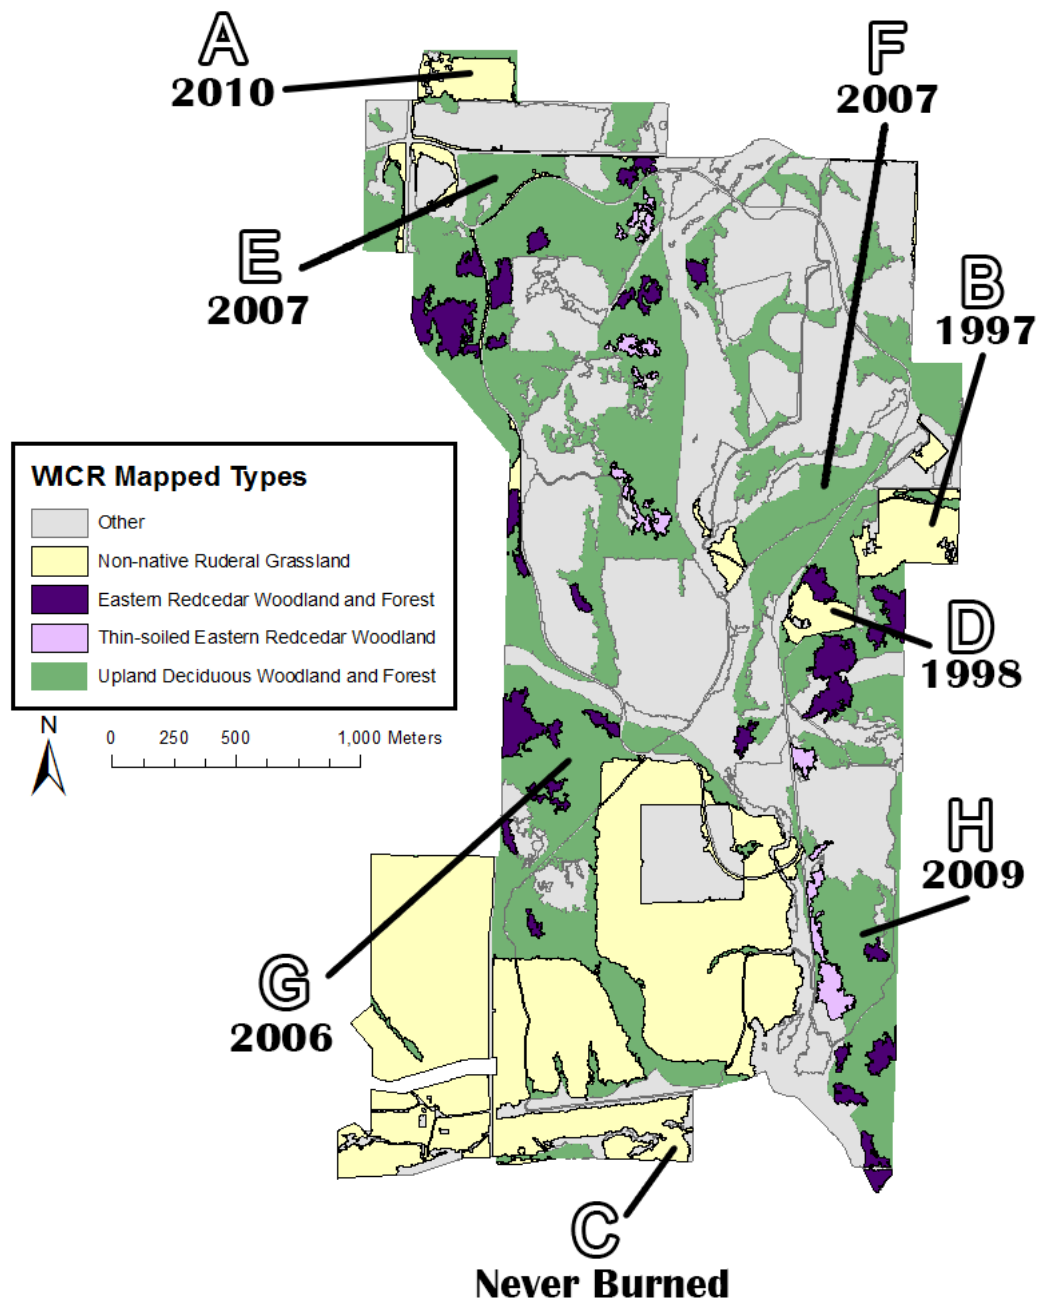 A
2010
F
2007
E
2007
B
1997
WICR Mapped Types
Other
Non-native Ruderal Grassland
Eastern Redcedar Woodland and Forest
Thin-soiled Eastern Redcedar Woodland
Upland Deciduous Woodland and Forest
D
1998
N
0 250 500 1,000 Meters
H
2009
G
2006
C
Never Burned